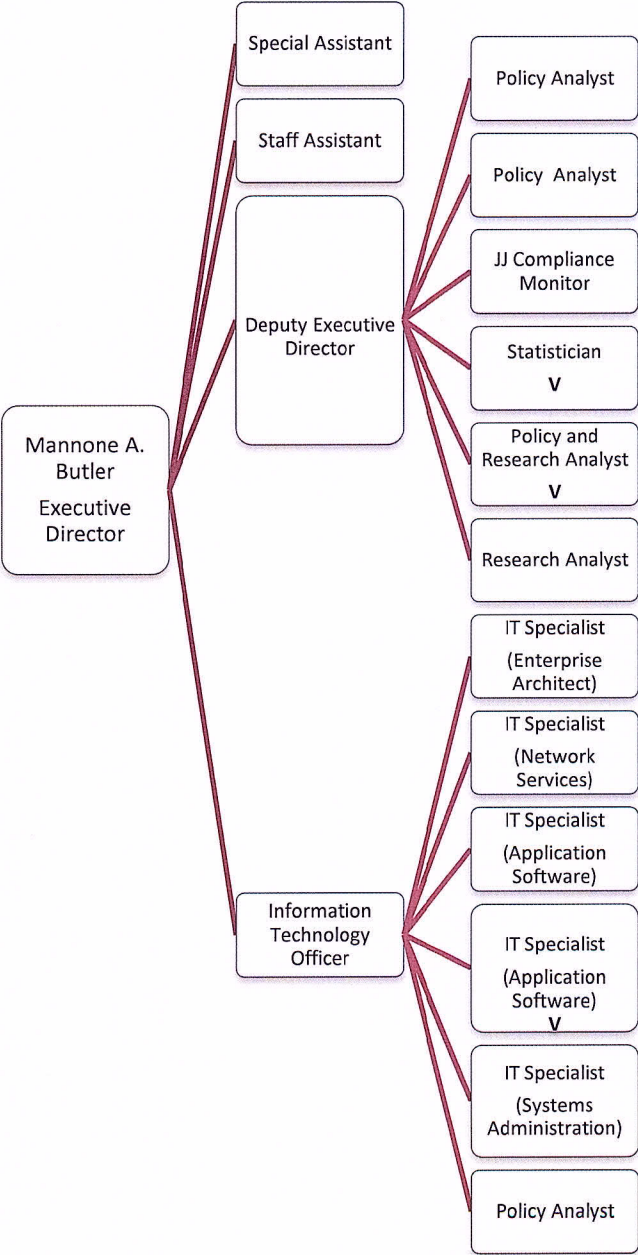 Special Assistant
Staff Assistant
Deputy Executive
Director
Mannone A.
Butler
Executive
Director
Information
Technology
Officer
Policy Analyst
Policy Analyst
JJ Compliance
Monitor
Statistician
V
Policy and
Research Analyst
V
Research Analyst
IT Specialist
(Enterprise
Architect)
IT Specialist
(Network
Services)
IT Specialist
(Application
Software)
IT Specialist
(Application
Software)
V
IT Specialist
(Systems
Administration)
Policy Analyst